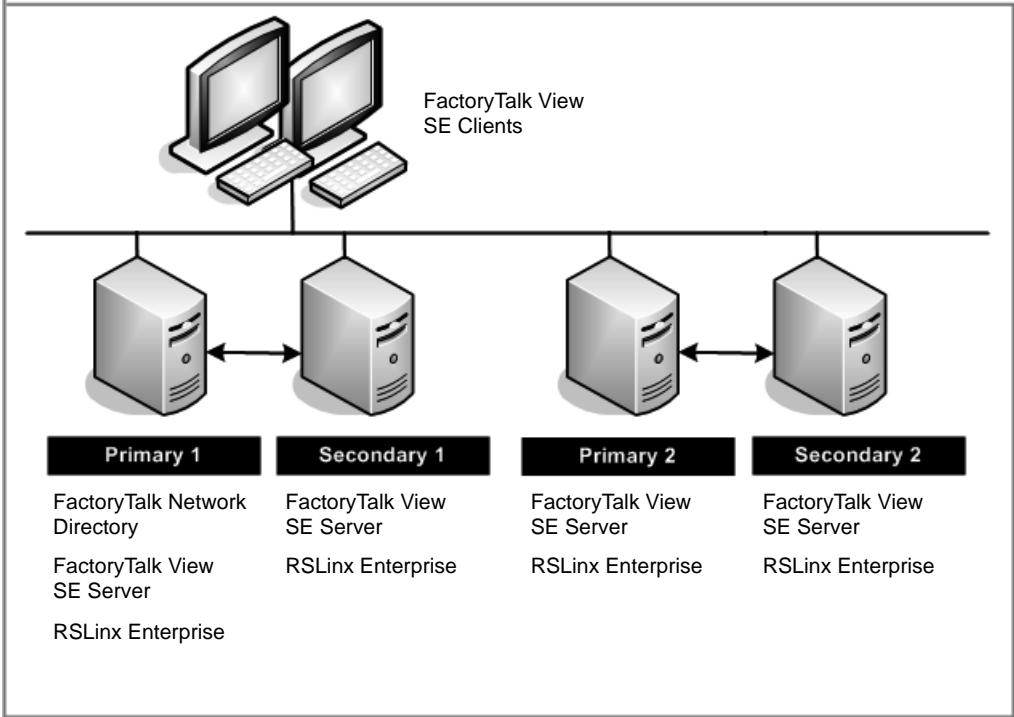 FactoryTalk View
SE Clients
Primary 1
FactoryTalk Network
Directory
FactoryTalk View
SE Server
RSLinx Enterprise
Secondary 1
FactoryTalk View
SE Server
RSLinx Enterprise
Primary 2
FactoryTalk View
SE Server
RSLinx Enterprise
Secondary 2
FactoryTalk View
SE Server
RSLinx Enterprise